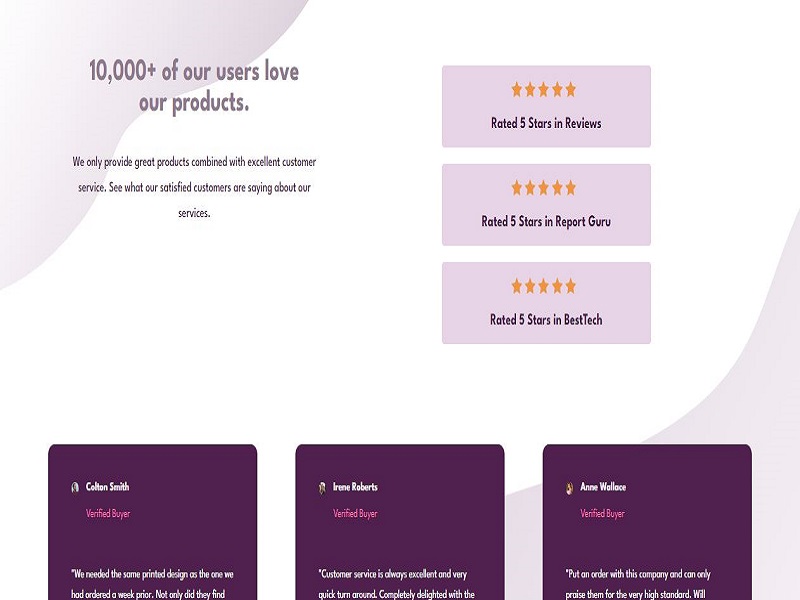 10,000+ of our users love
our products.
We only provide great products combined with excellent customer
service. See what our satisfied customers are saying about our
services.
Rated 5 Stars in Reviews
Rated 5 Stars in Report Guru
Rated 5 Stars in BestTech
Colton Smith
Verified Buyer
"We needed the same printed design as the one we
had ordered a week prior. Not only did they find
Irene Roberts
Verified Buyer
"Customer service is always excellent and very
quick turn around. Completely delighted with the
Anne Wallace
Verified Buyer
"Put an order with this company and can only
praise them for the very high standard. Will